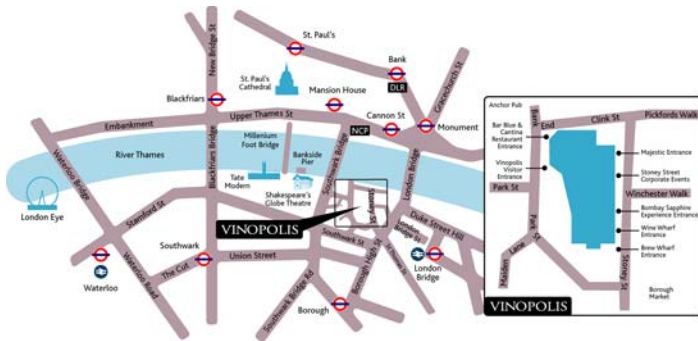 St. Paul's
New Bridge St
St. Paul's
Cathedral
Bank
DLR
Gracechurch St
Blackfriars
Mansion House
Embankment
Upper Thames St
Cannon St
NCP
Monument
Waterloo Bridge
River Thames
Blackfriars Bridge
Millenium
Foot Bridge
Bankside
Pier
Southwark Bridge
London Bridge
Tate
Modern
Shakespeare's
Globe Theatre
London Eye
Stamford St
Stoney St
VINOPOLIS
Duke Street Hill
London
Bridge St
Southwark
Southwark St
Union Street
The Cut
Waterloo Road
Waterloo
Southwark Bridge Rd
Borough High St
London
Bridge
Borough
Anchor Pub
Bank
End
Clink St
Pickfords Walk
Bar Blue &
Cantina
Restaurant
Entrance
Majestic Entrance
Vinopolis
Visitor
Entrance
Stoney Street
Corporate Events
Park St
Winchester Walk
Bombay Sapphire
Experience Entrance
Park St
Wine Wharf
Entrance
Maiden Lane
Brew Wharf
Entrance
Stoney St
Borough
Market
VINOPOLIS